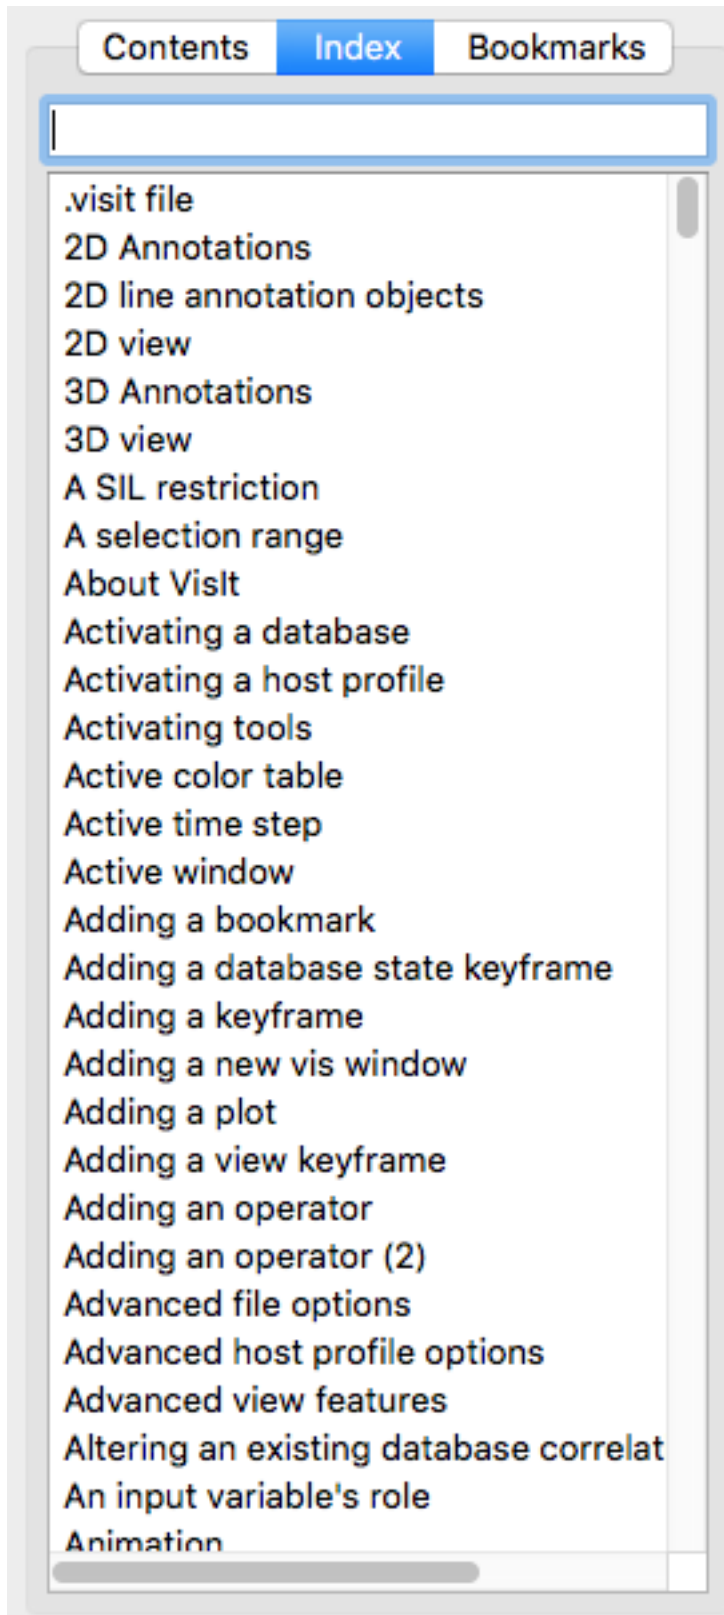 Contents Index Bookmarks
.visit file
2D Annotations
2D line annotation objects
2D view
3D Annotations
3D view
A SIL restriction
A selection range
About VisIt
Activating a database
Activating a host profile
Activating tools
Active color table
Active time step
Active window
Adding a bookmark
Adding a database state keyframe
Adding a keyframe
Adding a new vis window
Adding a plot
Adding a view keyframe
Adding an operator
Adding an operator (2)
Advanced file options
Advanced host profile options
Advanced view features
Altering an existing database correlat
An input variable's role
Animation